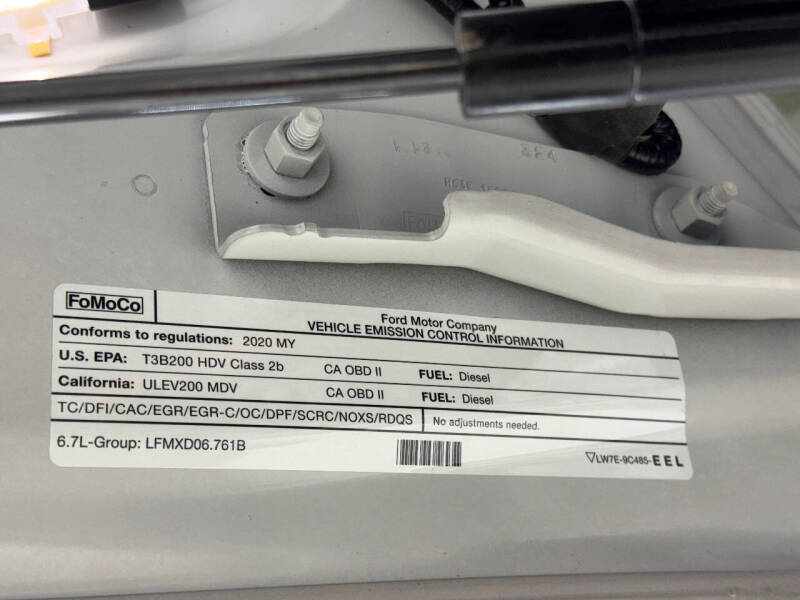 FoMoCo
Ford Motor Company
VEHICLE EMISSION CONTROL INFORMATION
Conforms to regulations: 2020 MY
U.S. EPA: T3B200 HDV Class 2b CA OBD II FUEL: Diesel
California: ULEV200 MDV CA OBD II FUEL: Diesel
TC/DFI/CAC/EGR/EGR-C/OC/DPF/SCRC/NOXS/RDQS No adjustments needed.
6.7L-Group: LFMXD06.761B
LW7E-9C485-EEL